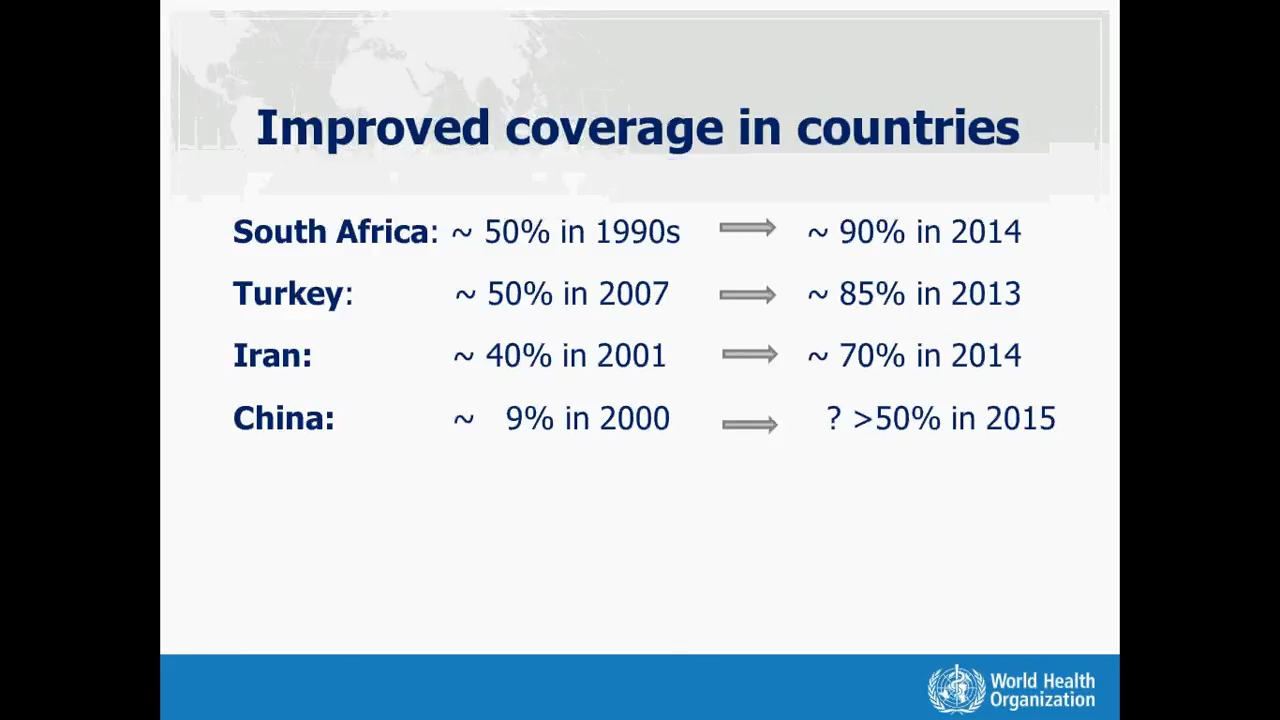 Improved coverage in countries
South Africa: ~ 50% in 1990s ~ 90% in 2014
Turkey: ~ 50% in 2007 ~ 85% in 2013
Iran: ~ 40% in 2001 ~ 70% in 2014
China: ~ 9% in 2000 ? >50% in 2015
World Health
Organization